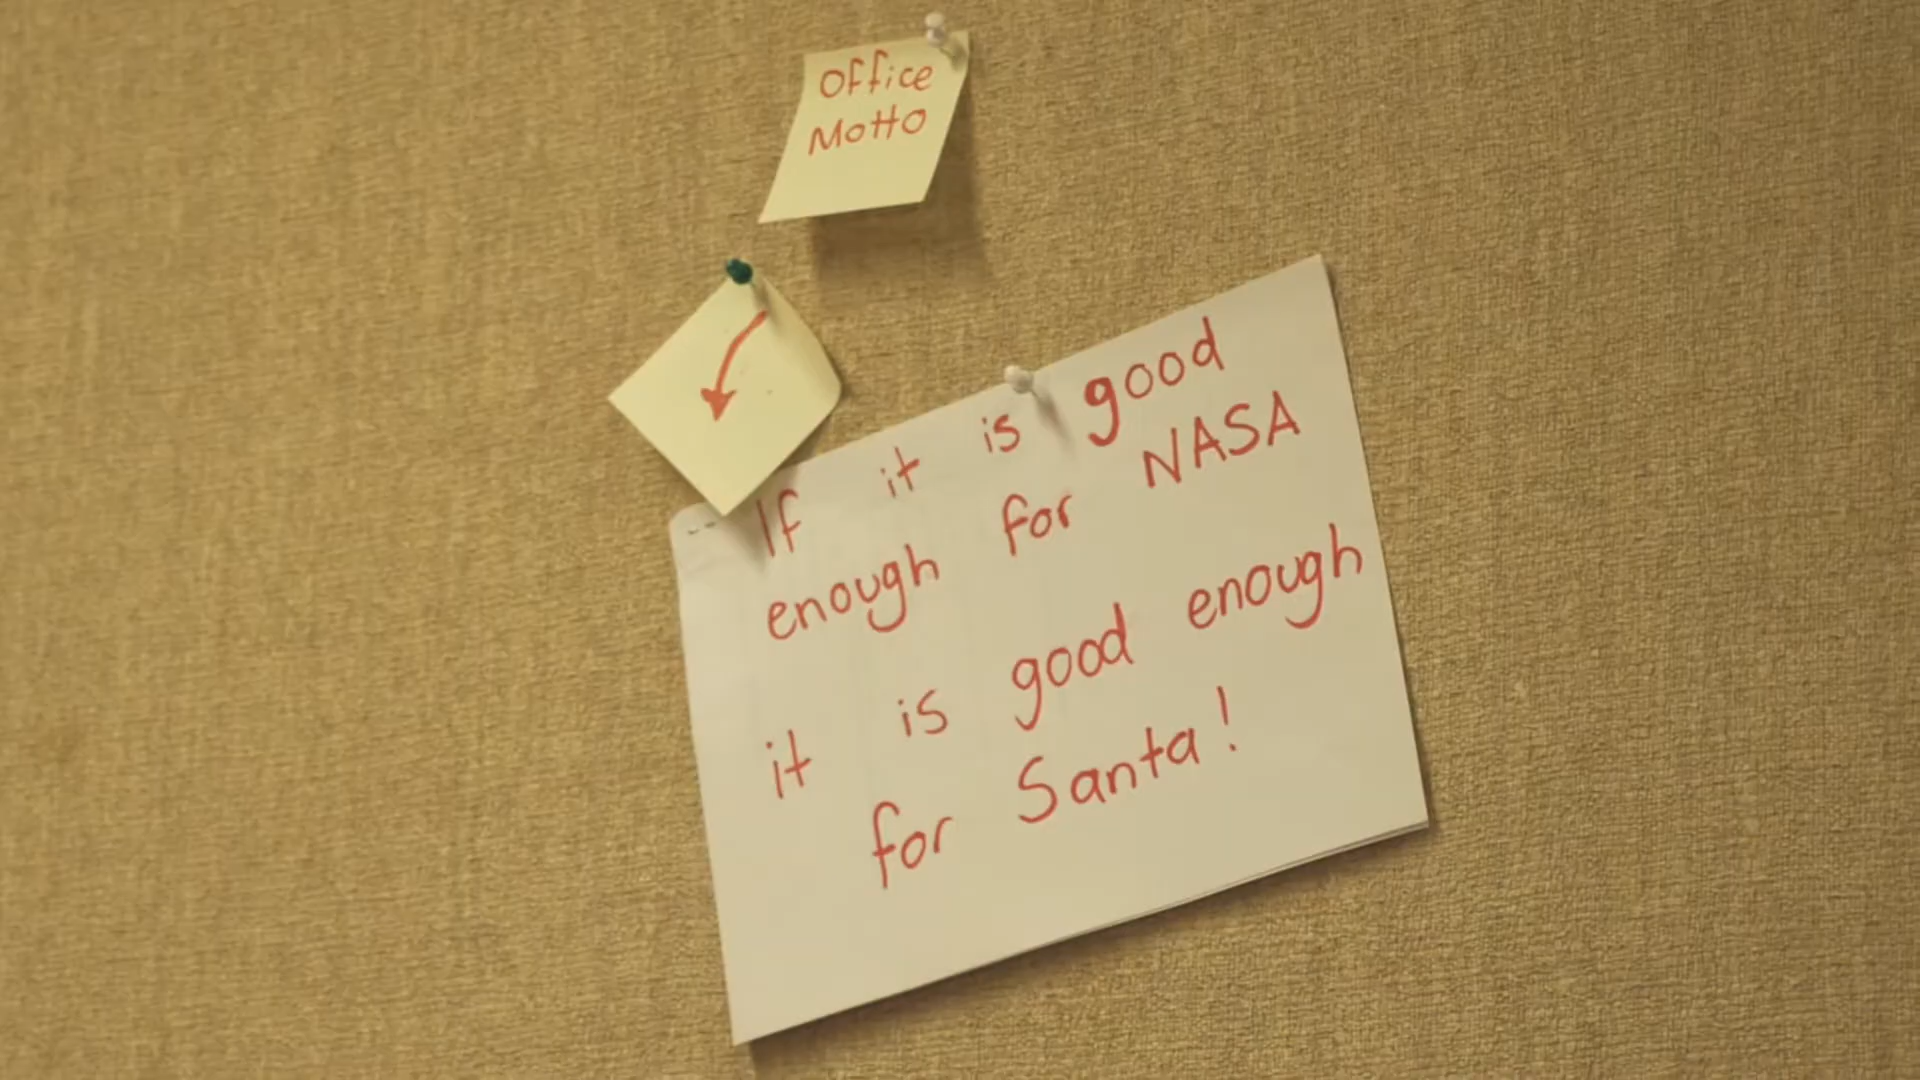 Office
Motto
If it is good
enough for NASA
it is good enough
for Santa!